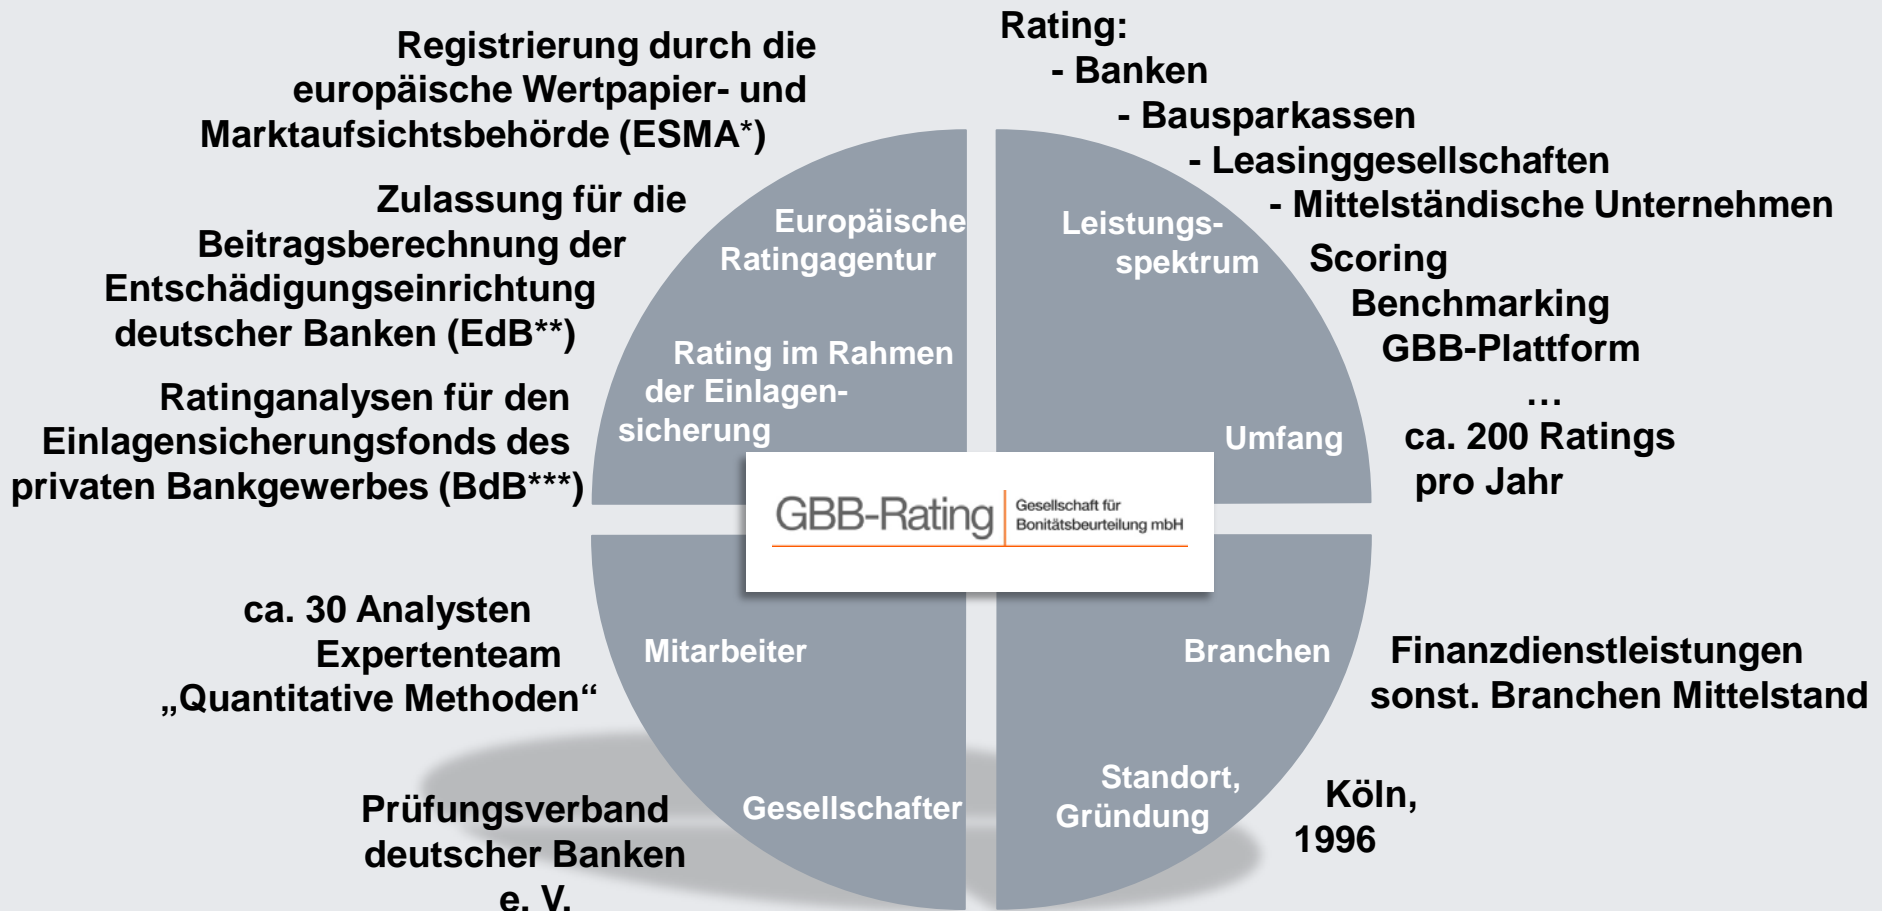 Registrierung durch die
europäische Wertpapier- und
Marktaufsichtsbehörde (ESMA*)
Zulassung für die
Beitragsberechnung der
Entschädigungseinrichtung
deutscher Banken (EdB**)
Ratinganalysen für den
Einlagensicherungsfonds des
privaten Bankgewerbes (BdB***)
Europäische
Ratingagentur
Rating im Rahmen
der Einlagen-
sicherung
Rating:
- Banken
- Bausparkassen
- Leasinggesellschaften
- Mittelständische Unternehmen
Scoring
Benchmarking
GBB-Plattform
…
ca. 200 Ratings
pro Jahr
Leistungs-
spektrum
Umfang
GBB-Rating
Gesellschaft für
Bonitätsbeurteilung mbH
ca. 30 Analysten
Expertenteam
„Quantitative Methoden“
Mitarbeiter
Prüfungsverband
deutscher Banken
e. V.
Gesellschafter
Branchen
Finanzdienstleistungen
sonst. Branchen Mittelstand
Standort,
Gründung
Köln,
1996